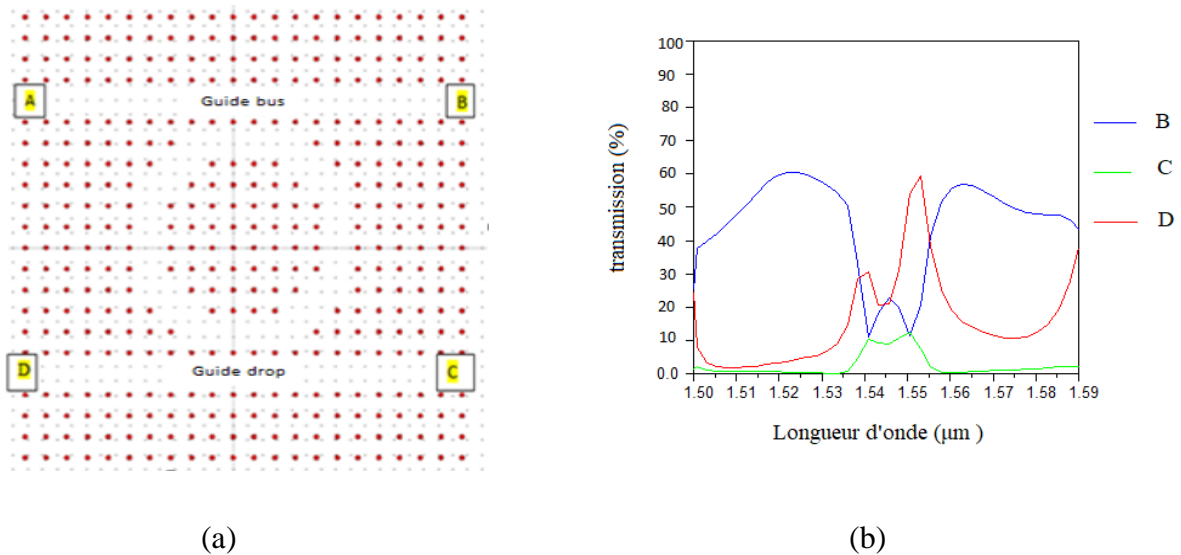 A
Guide bus
B
D
Guide drop
C
(a)
transmission (%)
100
90
80
70
60
50
40
30
20
10
0.0
1.50 1.51 1.52 1.53 1.54 1.55 1.56 1.57 1.58 1.59
Longueur d'onde (μm )
B
C
D
(b)